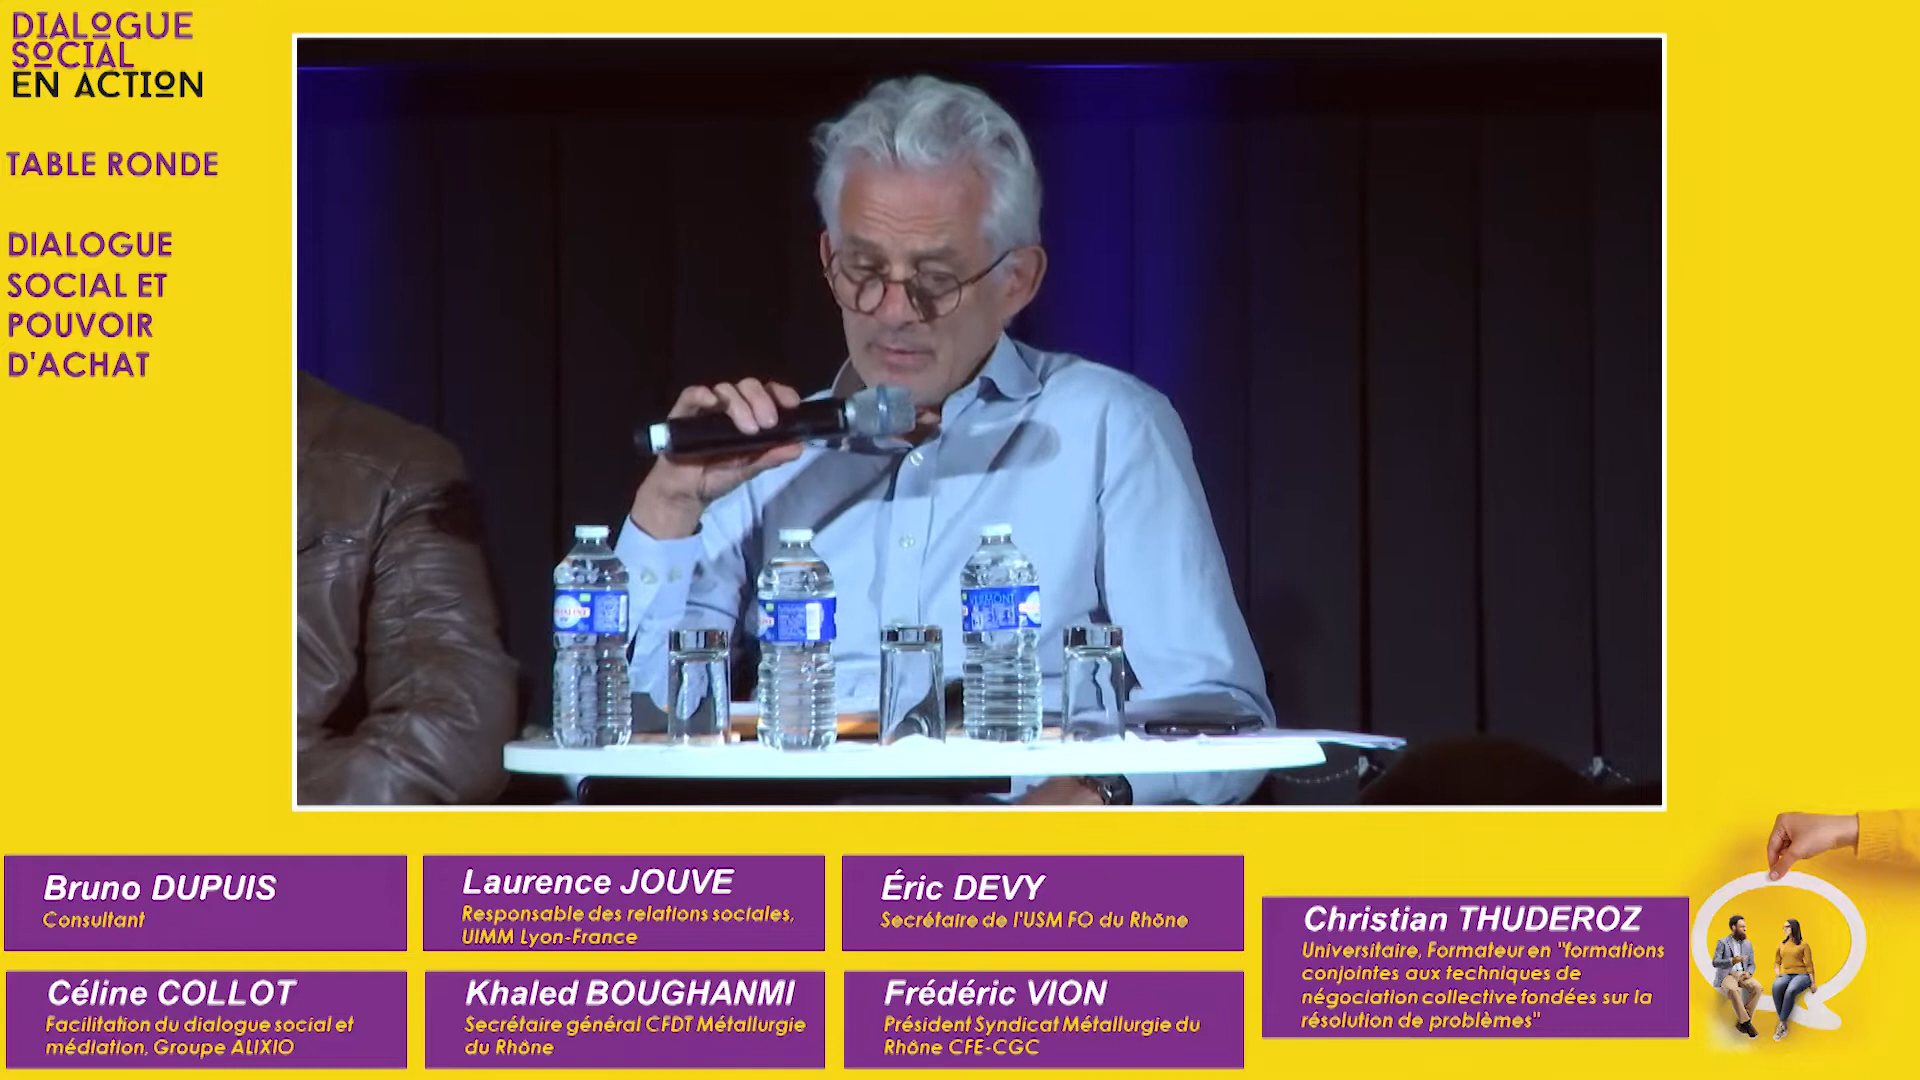 DIALOGUE
SOCIAL
EN ACTION
TABLE RONDE
DIALOGUE
SOCIAL ET
POUVOIR
D'ACHAT
Bruno DUPUIS
Consultant
Laurence JOUVE
Responsable des relations sociales,
UIMM Lyon-France
Éric DEVY
Secrétaire de l'USM FO du Rhône
Céline COLLOT
Facilitation du dialogue social et
médiation, Groupe ALIXIO
Khaled BOUGHANMI
Secrétaire général CFDT Métallurgie
du Rhône
Frédéric VION
Président Syndicat Métallurgie du
Rhône CFE-CGC
Christian THUDEROZ
Universitaire, Formateur en "formations
conjointes aux techniques de
négociation collective fondées sur la
résolution de problèmes"